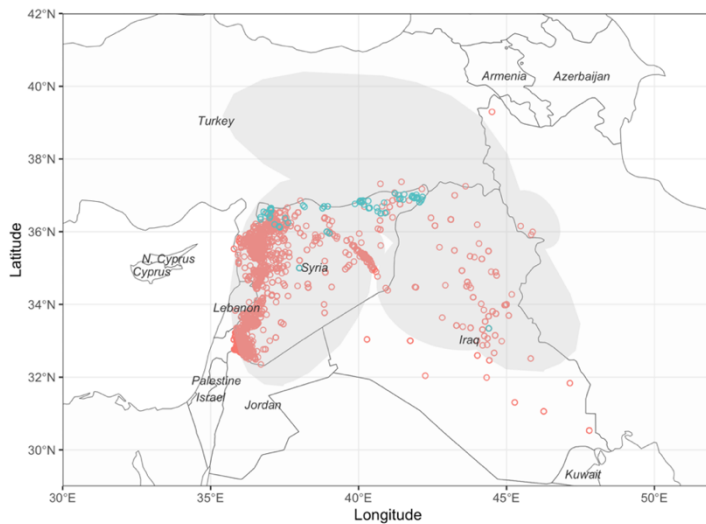 42°N
40°N
38°N
36°N
34°N
32°N
30°N
Latitude
Armenia
Azerbaijan
Turkey
N. Cyprus
Cyprus
Syria
Lebanon
Iraq
Palestine
Israel
Jordan
Kuwait
30°E
35°E
40°E
45°E
50°E
Longitude